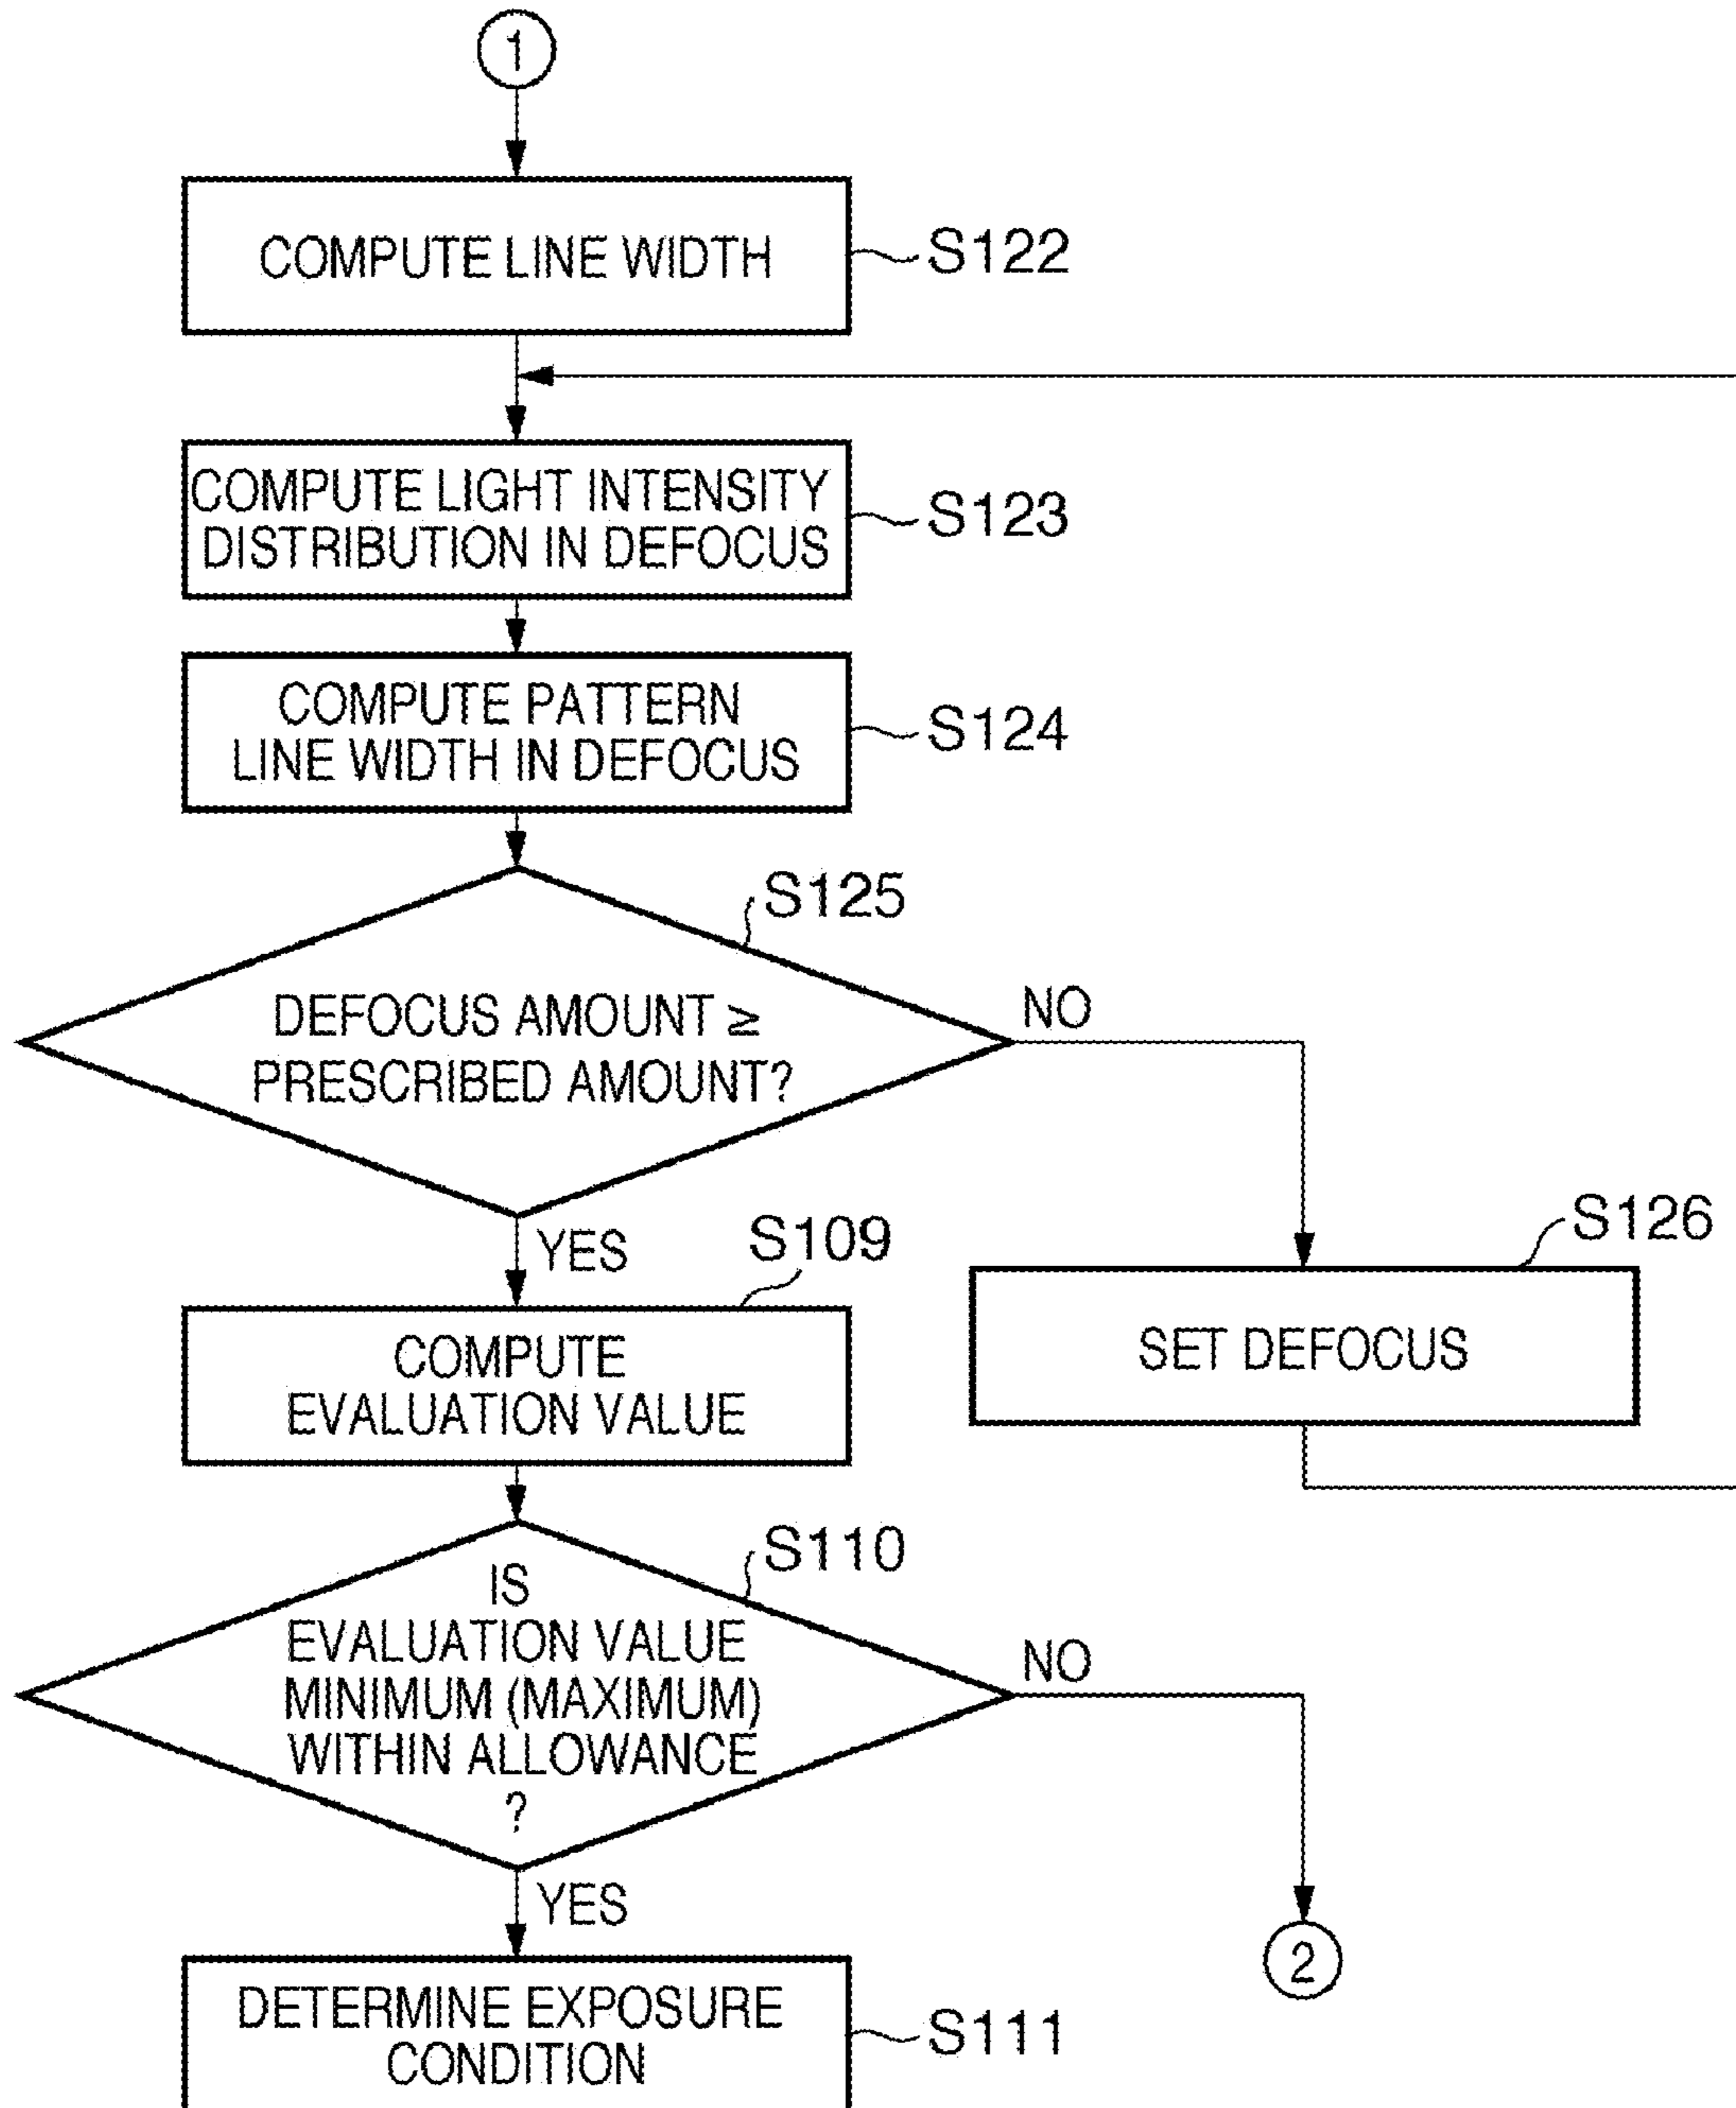 1
COMPUTE LINE WIDTH
S122
COMPUTE LIGHT INTENSITY
DISTRIBUTION IN DEFOCUS
S123
COMPUTE PATTERN
LINE WIDTH IN DEFOCUS
S124
S125
DEFOCUS AMOUNT ≥
PRESCRIBED AMOUNT?
NO
YES
S109
S126
COMPUTE
EVALUATION VALUE
SET DEFOCUS
S110
IS
EVALUATION VALUE
MINIMUM (MAXIMUM)
WITHIN ALLOWANCE
?
NO
YES
2
DETERMINE EXPOSURE
CONDITION
S111